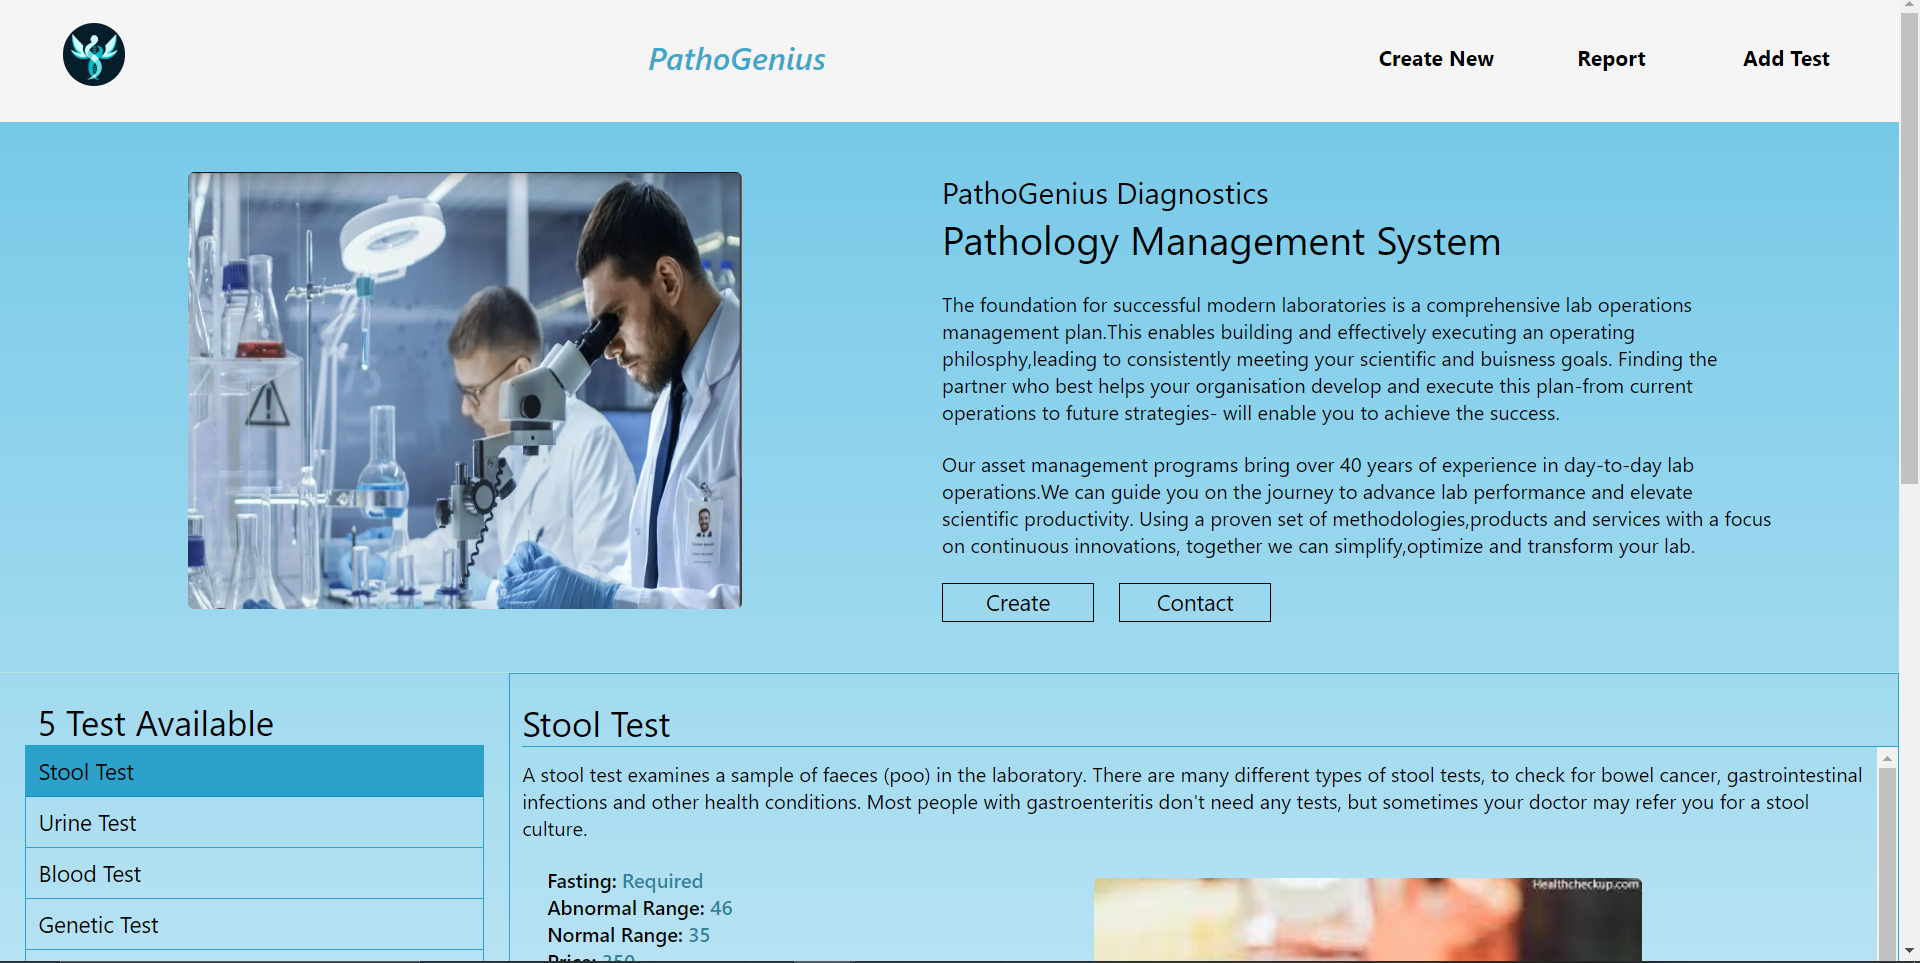 PathoGenius
Create New
Report
Add Test
PathoGenius Diagnostics
Pathology Management System
The foundation for successful modern laboratories is a comprehensive lab operations
management plan.This enables building and effectively executing an operating
philosphy,leading to consistently meeting your scientific and buisness goals. Finding the
partner who best helps your organisation develop and execute this plan-from current
operations to future strategies- will enable you to achieve the success.
Our asset management programs bring over 40 years of experience in day-to-day lab
operations.We can guide you on the journey to advance lab performance and elevate
scientific productivity. Using a proven set of methodologies,products and services with a focus
on continuous innovations, together we can simplify,optimize and transform your lab.
Create
Contact
5 Test Available
Stool Test
Urine Test
Blood Test
Genetic Test
Stool Test
A stool test examines a sample of faeces (poo) in the laboratory. There are many different types of stool tests, to check for bowel cancer, gastrointestinal
infections and other health conditions. Most people with gastroenteritis don't need any tests, but sometimes your doctor may refer you for a stool
culture.
Fasting: Required
Abnormal Range: 46
Normal Range: 35
Price: 350
Healthcheckup.com